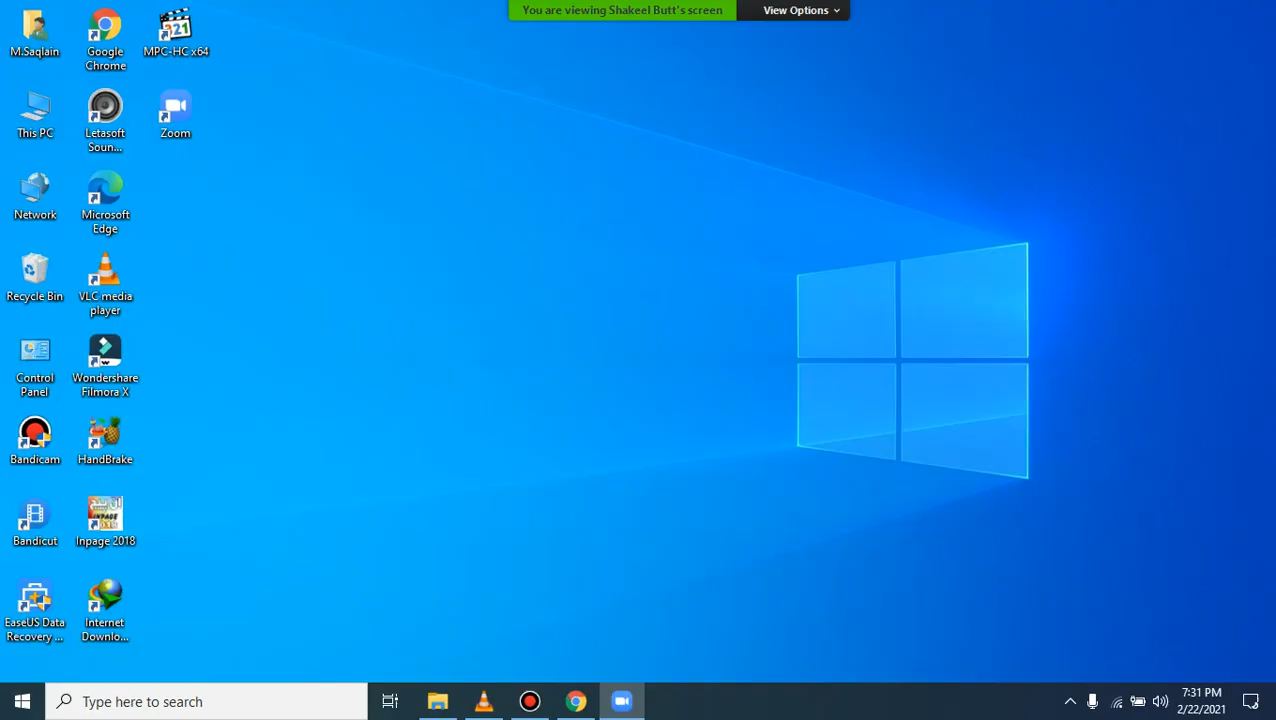 You are viewing Shakeel Butt's screen
View Options
M.Saqlain
Google
Chrome
MPC-HC x64
321
This PC
Letasoft
Soun...
Zoom
Network
Microsoft
Edge
Recycle Bin
VLC media
player
Control
Panel
Wondershare
Filmora X
Bandicam
HandBrake
Bandicut
Inpage 2018
EaseUS Data
Recovery ...
Internet
Downlo...
Type here to search
7:31 PM
2/22/2021